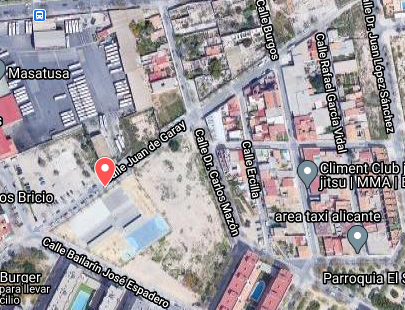 Masatusa
Calle Burgos
Calle Dr. Juan López Sánchez
Calle Rafael García Vidal
Calle Juan de Garay
Calle Dr. Carlos Mazón
Calle Ercilla
Climent Club j
jitsu | MMA |
os Bricio
area taxi alicante
Calle Bailarín José Espadero
Burger
para llevar
cilio
Parroquia El S